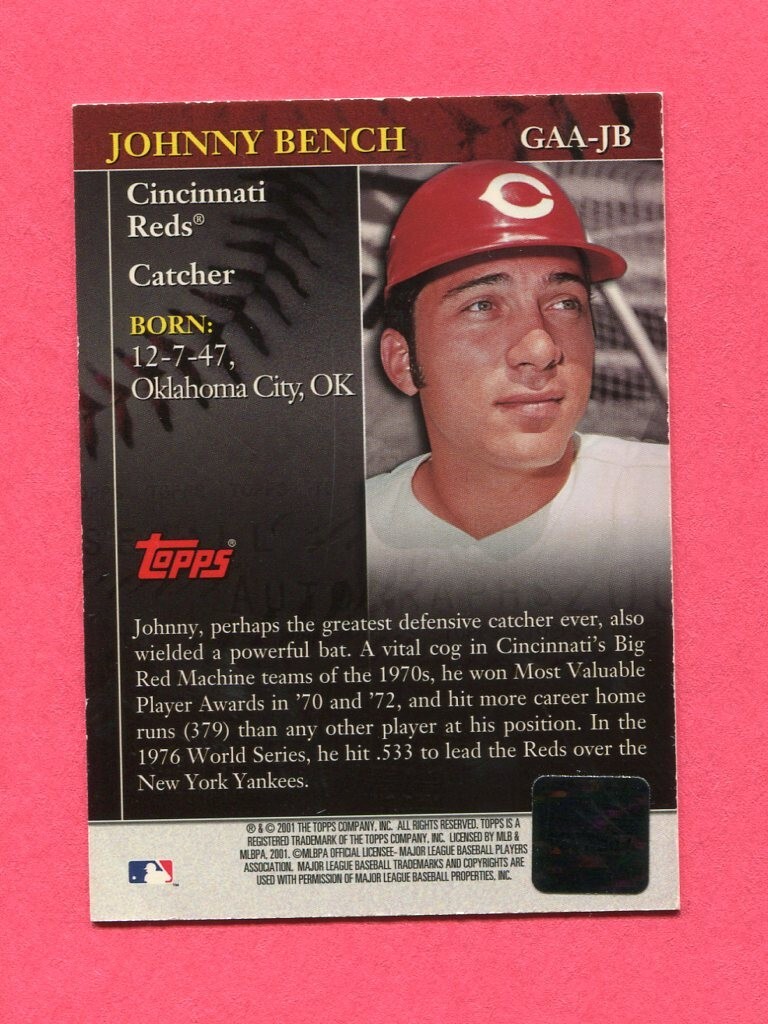 JOHNNY BENCH GAA-JB
Cincinnati
Reds®
Catcher
BORN:
12-7-47,
Oklahoma City, OK
TOPPS®
Johnny, perhaps the greatest defensive catcher ever, also
wielded a powerful bat. A vital cog in Cincinnati's Big
Red Machine teams of the 1970s, he won Most Valuable
Player Awards in '70 and '72, and hit more career home
runs (379) than any other player at his position. In the
1976 World Series, he hit .533 to lead the Reds over the
New York Yankees.
® & © 2001 THE TOPPS COMPANY, INC. ALL RIGHTS RESERVED. TOPPS IS A
REGISTERED TRADEMARK OF THE TOPPS COMPANY, INC. LICENSED BY MLB &
MLBPA, 2001. ©MLBPA OFFICIAL LICENSEE- MAJOR LEAGUE BASEBALL PLAYERS
ASSOCIATION. MAJOR LEAGUE BASEBALL TRADEMARKS AND COPYRIGHTS ARE
USED WITH PERMISSION OF MAJOR LEAGUE BASEBALL PROPERTIES, INC.